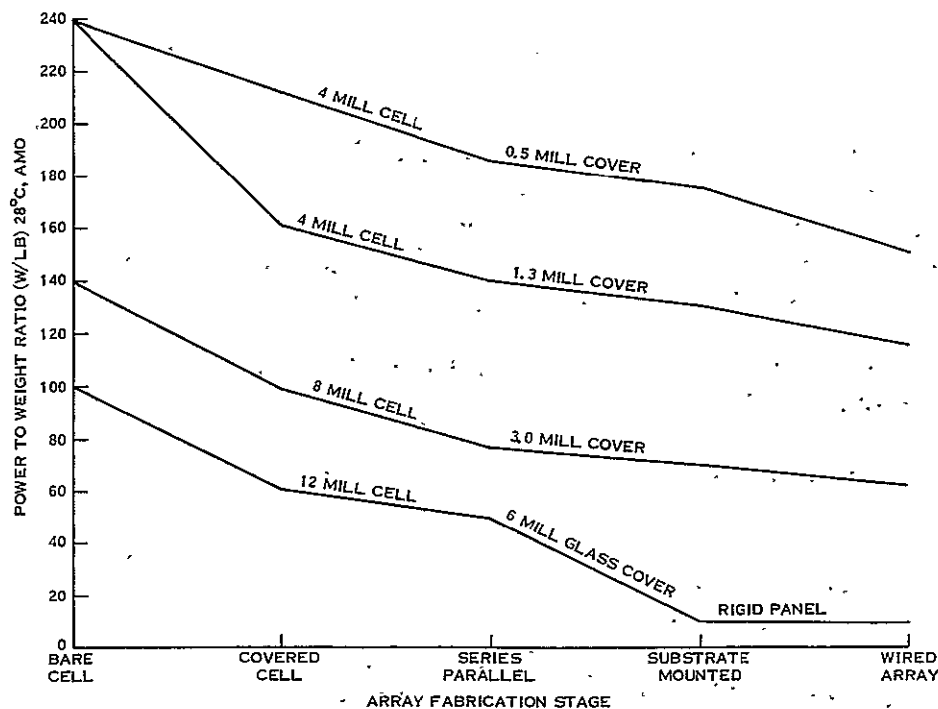 POWER TO WEIGHT RATIO (W/LB) 28°C, AMO
240
220
200
180
160
140
120
100
80
60
40
20
0
4 MILL CELL
0.5 MILL COVER
4 MILL CELL
1.3 MILL COVER
8 MILL CELL
3.0 MILL COVER
12 MILL CELL
6 MILL GLASS COVER
RIGID PANEL
BARE
CELL
COVERED
CELL
SERIES
PARALLEL
SUBSTRATE
MOUNTED
WIRED
ARRAY
ARRAY FABRICATION STAGE